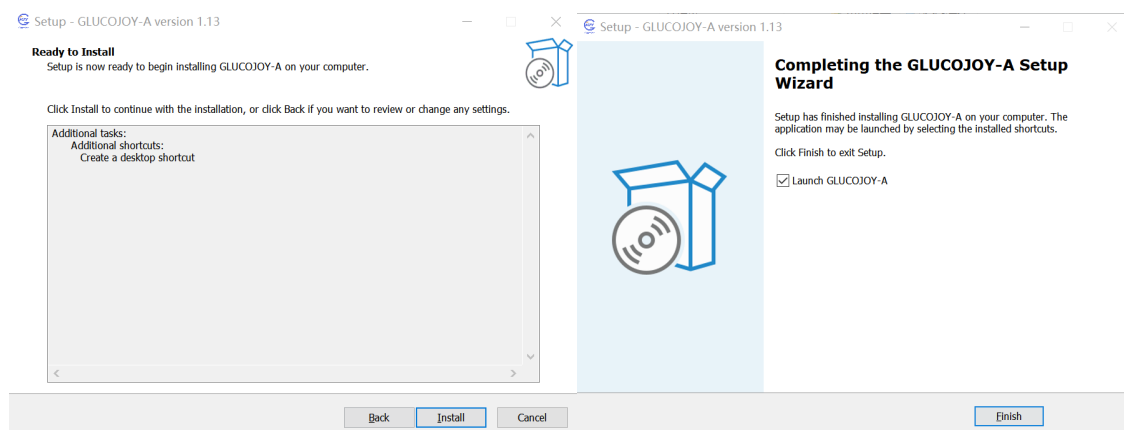 Setup - GLUCOJOY-A version 1.13
Ready to Install
Setup is now ready to begin installing GLUCOJOY-A on your computer.
Click Install to continue with the installation, or click Back if you want to review or change any settings.
Additional tasks:
Additional shortcuts:
Create a desktop shortcut
Back
Install
Cancel
Setup - GLUCOJOY-A version 1.13
Completing the GLUCOJOY-A Setup
Wizard
Setup has finished installing GLUCOJOY-A on your computer. The
application may be launched by selecting the installed shortcuts.
Click Finish to exit Setup.
Launch GLUCOJOY-A
Finish